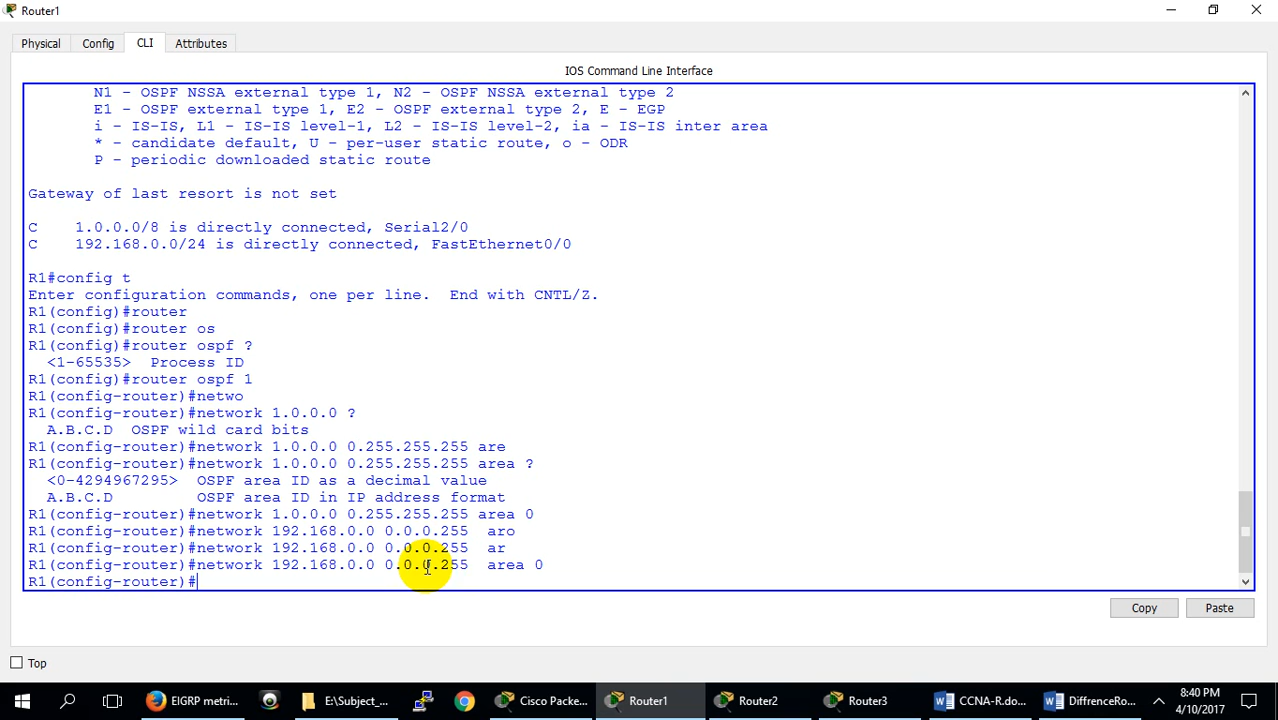 Router1
Physical Config CLI Attributes
IOS Command Line Interface
N1 - OSPF NSSA external type 1, N2 - OSPF NSSA external type 2
E1 - OSPF external type 1, E2 - OSPF external type 2, E - EGP
i - IS-IS, L1 - IS-IS level-1, L2 - IS-IS level-2, ia - IS-IS inter area
* - candidate default, U - per-user static route, o - ODR
P - periodic downloaded static route
Gateway of last resort is not set
C 1.0.0.0/8 is directly connected, Serial2/0
C 192.168.0.0/24 is directly connected, FastEthernet0/0
R1#config t
Enter configuration commands, one per line. End with CNTL/Z.
R1(config)#router
R1(config)#router os
R1(config)#router ospf ?
<1-65535> Process ID
R1(config)#router ospf 1
R1(config-router)#netwo
R1(config-router)#network 1.0.0.0 ?
A.B.C.D OSPF wild card bits
R1(config-router)#network 1.0.0.0 0.255.255.255 are
R1(config-router)#network 1.0.0.0 0.255.255.255 area ?
<0-4294967295> OSPF area ID as a decimal value
A.B.C.D OSPF area ID in IP address format
R1(config-router)#network 1.0.0.0 0.255.255.255 area 0
R1(config-router)#network 192.168.0.0 0.0.0.255 aro
R1(config-router)#network 192.168.0.0 0.0.0.255 ar
R1(config-router)#network 192.168.0.0 0.0.0.255 area 0
R1(config-router)#
Copy Paste
Top
EIGRP metri... E:\Subject_... Cisco Packe... Router1 Router2 Router3 CCNA-R.do... DiffrenceRo... 8:40 PM
4/10/2017